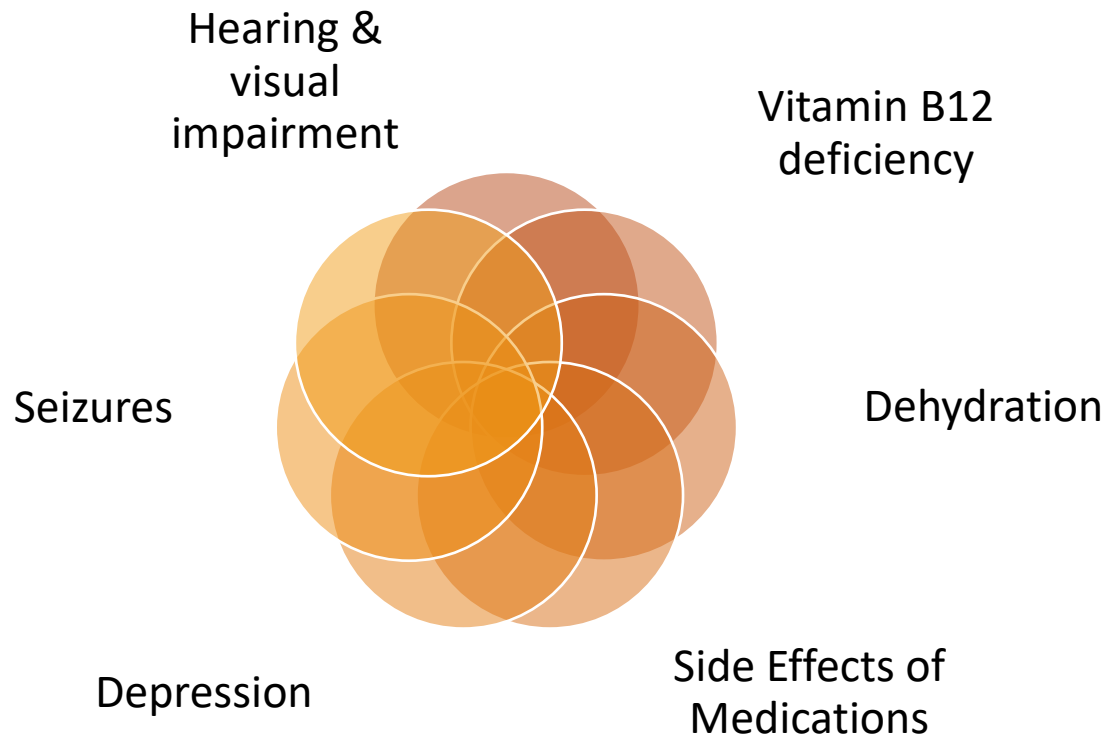 Hearing &
visual
impairment
Vitamin B12
deficiency
Seizures
Dehydration
Depression
Side Effects of
Medications